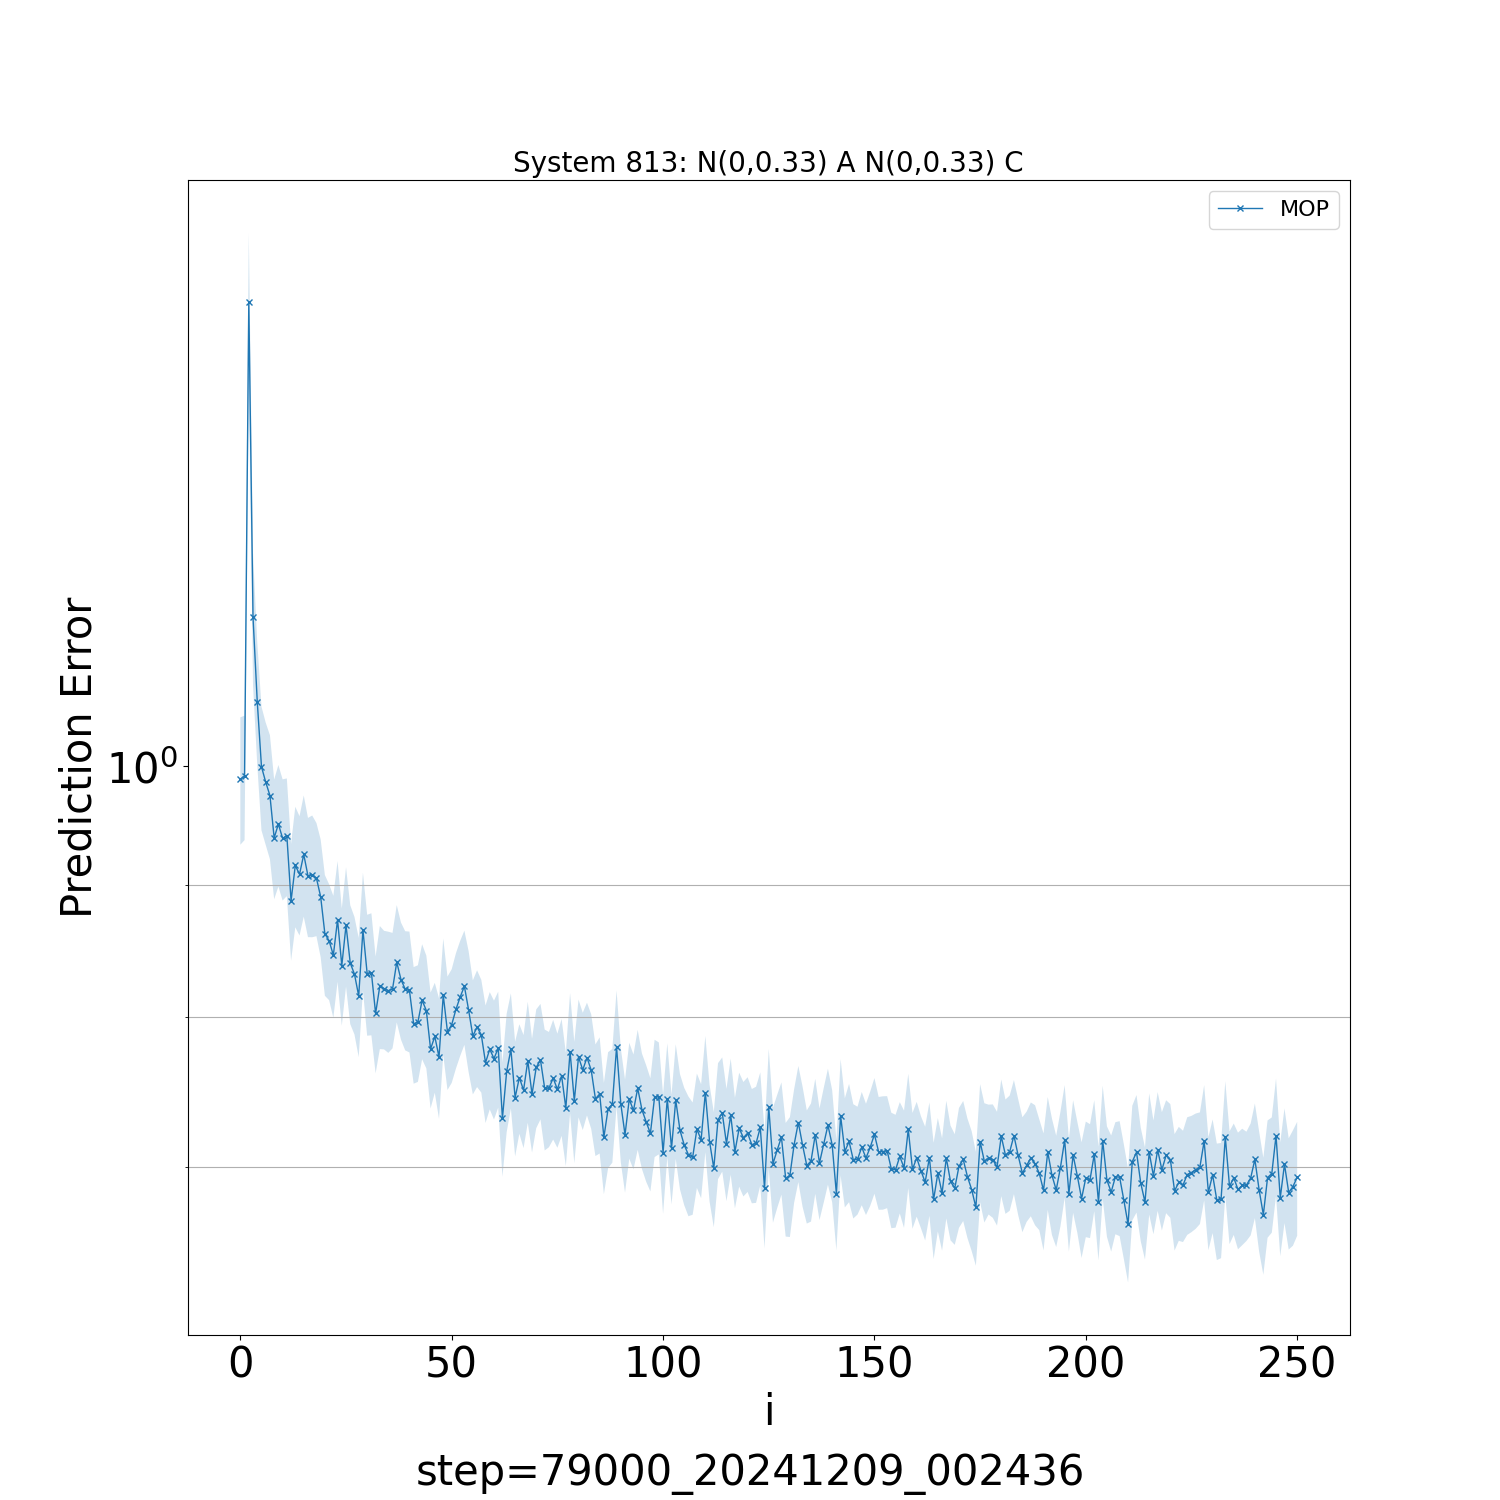 System 813: N(0,0.33) A N(0,0.33) C
MOP
Prediction Error
10⁰
0 50 100 150 200 250
i
step=79000_20241209_002436